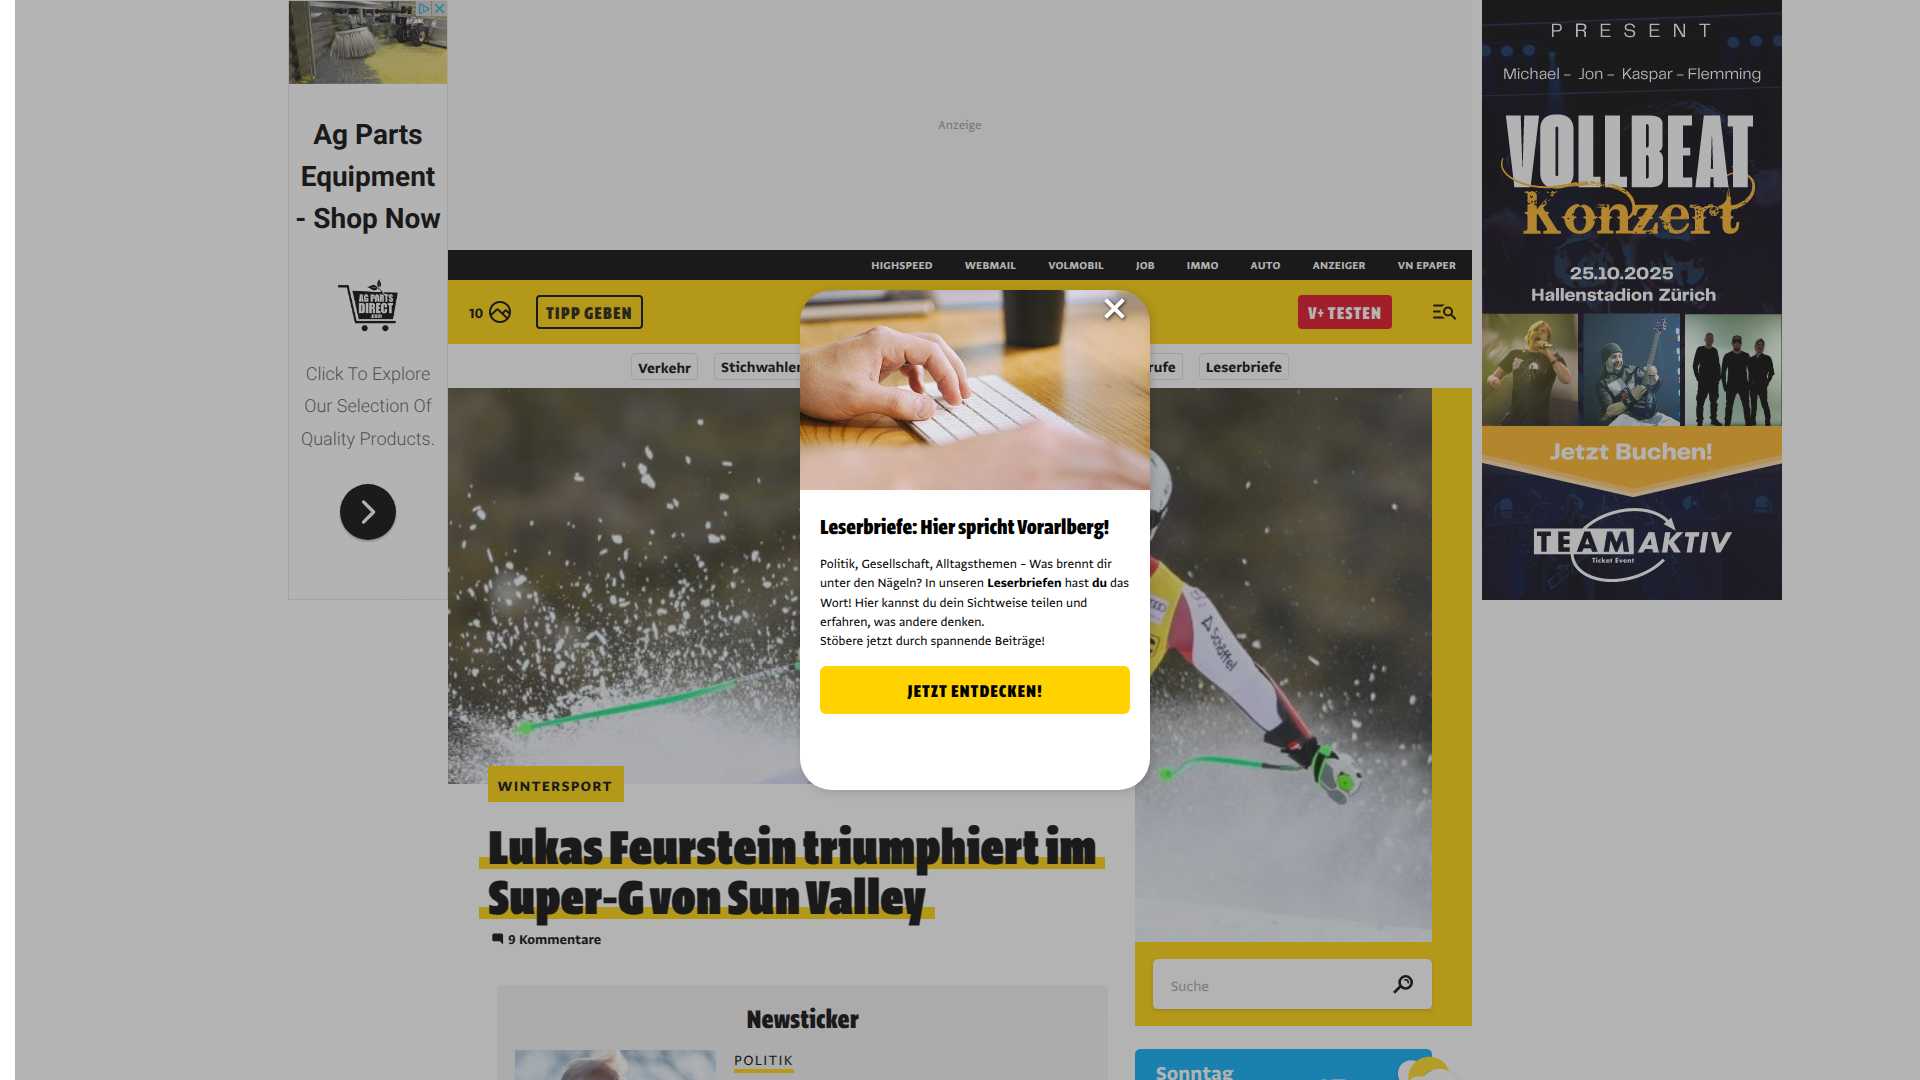 Anzeige
HIGHSPEED WEBMAIL VOLMOBIL JOB IMMO AUTO ANZEIGER VN EPAPER
10 TIPP GEBEN V+ TESTEN
Verkehr Leserbriefe
Leserbriefe: Hier spricht Vorarlberg!
Politik, Gesellschaft, Alltagsthemen – Was brennt dir
unter den Nägeln? In unseren Leserbriefen hast du das
Wort! Hier kannst du dein Sichtweise teilen und
erfahren, was andere denken.
Stöbere jetzt durch spannende Beiträge!
JETZT ENTDECKEN!
WINTERSPORT
Lukas Feurstein triumphiert im
Super-G von Sun Valley
9 Kommentare
Newsticker
POLITIK
Suche
Sonntag
Ag Parts
Equipment
- Shop Now
AG PARTS
DIRECT
.com
Click To Explore
Our Selection Of
Quality Products.
PRESENT
Michael – Jon – Kaspar – Flemming
VOLLBEAT
Konzert
25.10.2025
Hallenstadion Zürich
Jetzt Buchen!
TEAM AKTIV
Ticket Event
Schöffel